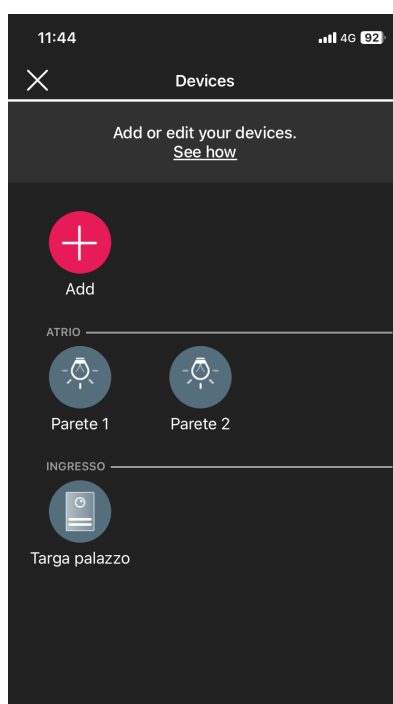 11:44
4G 92
Devices
Add or edit your devices.
See how
Add
ATRIO
Parete 1
Parete 2
INGRESSO
Targa palazzo